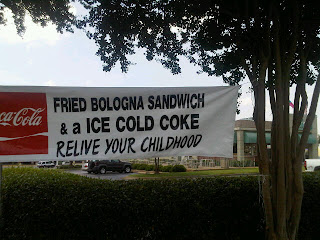 Coca-Cola
FRIED BOLOGNA SANDWICH
& a ICE COLD COKE
RELIVE YOUR CHILDHOOD